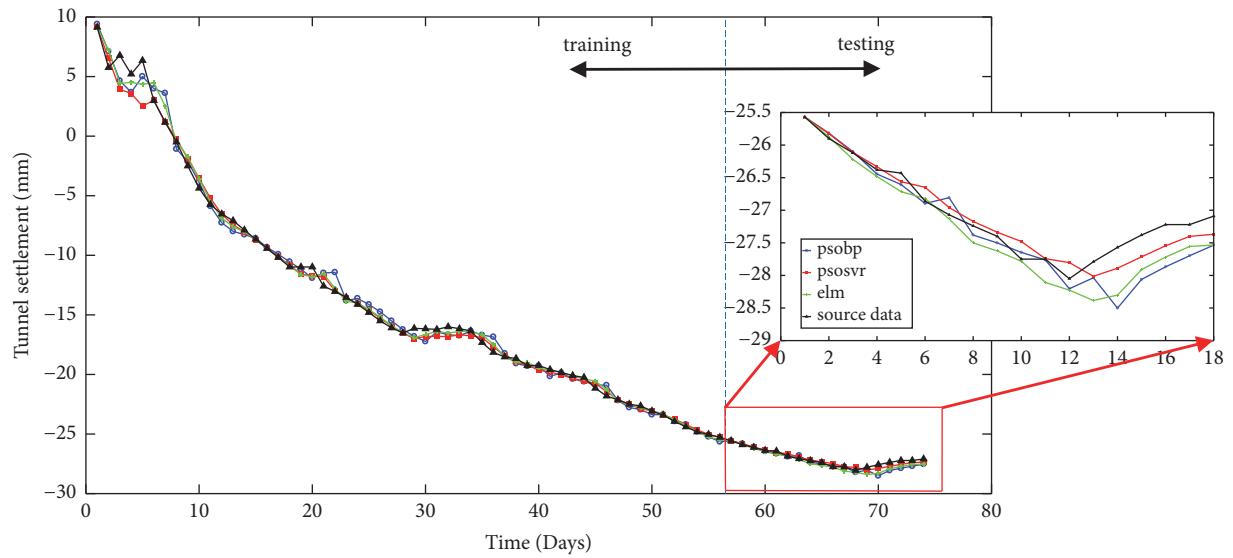 10
5
0
−5
−10
−15
−20
−25
−30
Tunnel settlement (mm)
training
testing
−25.5
−26
−26.5
−27
−27.5
−28
−28.5
−29
psobp
psosvr
elm
source data
0 2 4 6 8 10 12 14 16 18
0 10 20 30 40 50 60 70 80
Time (Days)